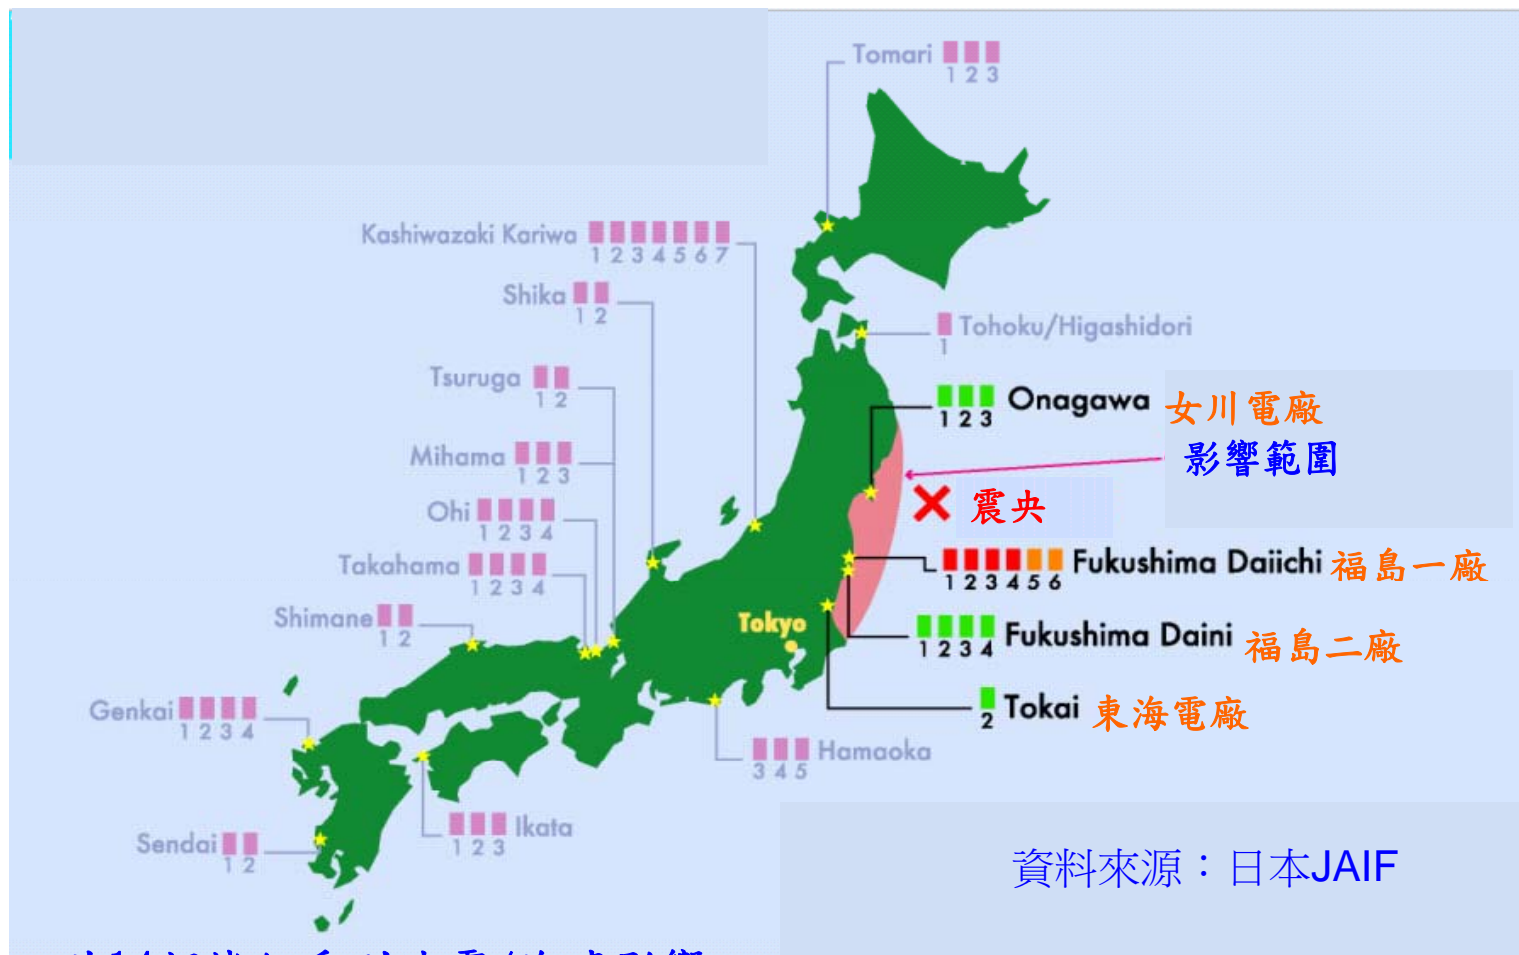 Tomari
1 2 3
Kashiwazaki Kariwa
1 2 3 4 5 6 7
Shika
1 2
Tohoku/Higashidori
1
Tsuruga
1 2
Onagawa 女川電廠
1 2 3
影響範圍
Mihama
1 2 3
震央
Ohi
1 2 3 4
Takahama
1 2 3 4
Fukushima Daiichi 福島一廠
1 2 3 4 5 6
Shimane
1 2
Tokyo
Fukushima Daini 福島二廠
1 2 3 4
Genkai
1 2 3 4
Tokai 東海電廠
2
Hamaoka
3 4 5
Ikata
1 2 3
Sendai
1 2
資料來源：日本JAIF